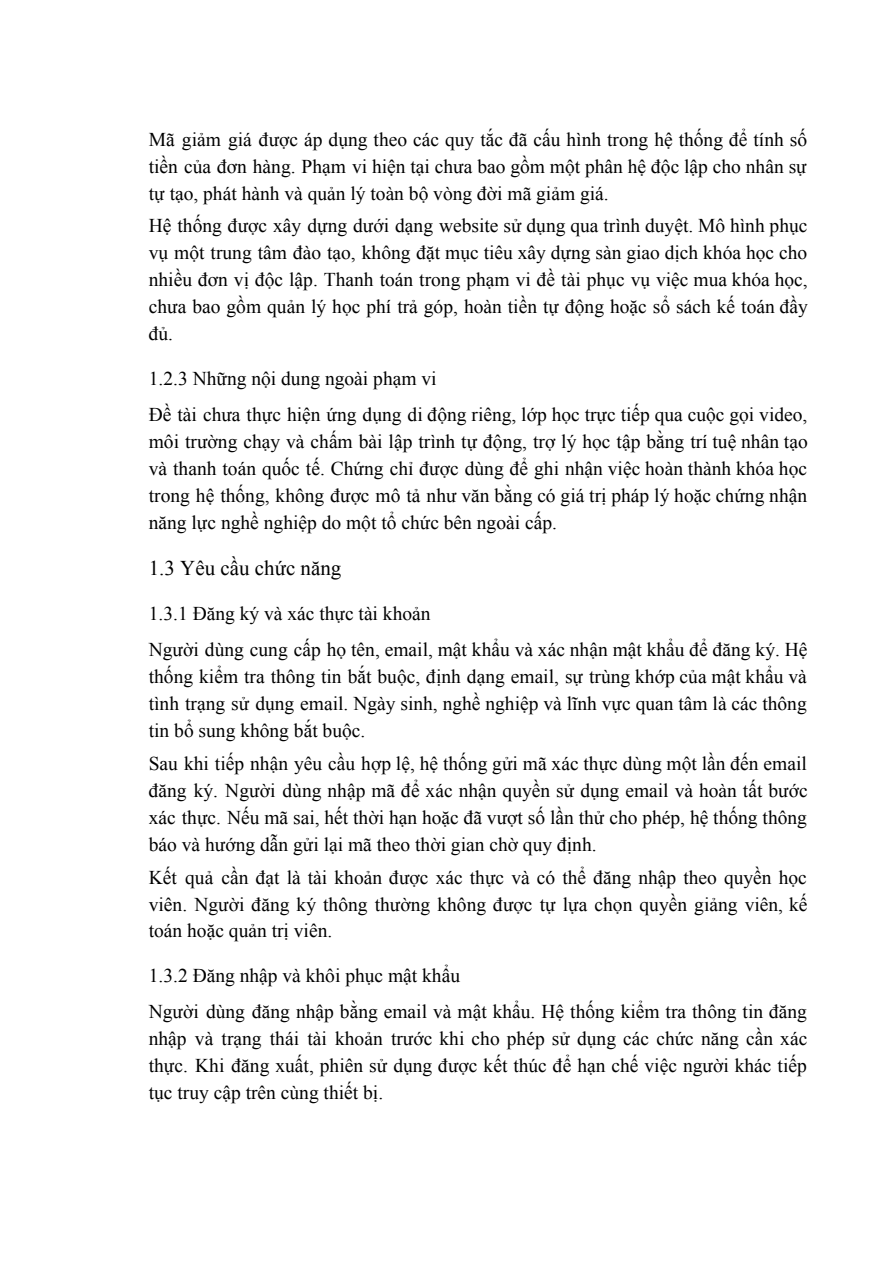 Mã giảm giá được áp dụng theo các quy tắc đã cấu hình trong hệ thống để tính số
tiền của đơn hàng. Phạm vi hiện tại chưa bao gồm một phân hệ độc lập cho nhân sự
tự tạo, phát hành và quản lý toàn bộ vòng đời mã giảm giá.
Hệ thống được xây dựng dưới dạng website sử dụng qua trình duyệt. Mô hình phục
vụ một trung tâm đào tạo, không đặt mục tiêu xây dựng sàn giao dịch khóa học cho
nhiều đơn vị độc lập. Thanh toán trong phạm vi đề tài phục vụ việc mua khóa học,
chưa bao gồm quản lý học phí trả góp, hoàn tiền tự động hoặc sổ sách kế toán đầy
đủ.
1.2.3 Những nội dung ngoài phạm vi
Đề tài chưa thực hiện ứng dụng di động riêng, lớp học trực tiếp qua cuộc gọi video,
môi trường chạy và chấm bài lập trình tự động, trợ lý học tập bằng trí tuệ nhân tạo
và thanh toán quốc tế. Chứng chỉ được dùng để ghi nhận việc hoàn thành khóa học
trong hệ thống, không được mô tả như văn bằng có giá trị pháp lý hoặc chứng nhận
năng lực nghề nghiệp do một tổ chức bên ngoài cấp.
1.3 Yêu cầu chức năng
1.3.1 Đăng ký và xác thực tài khoản
Người dùng cung cấp họ tên, email, mật khẩu và xác nhận mật khẩu để đăng ký. Hệ
thống kiểm tra thông tin bắt buộc, định dạng email, sự trùng khớp của mật khẩu và
tình trạng sử dụng email. Ngày sinh, nghề nghiệp và lĩnh vực quan tâm là các thông
tin bổ sung không bắt buộc.
Sau khi tiếp nhận yêu cầu hợp lệ, hệ thống gửi mã xác thực dùng một lần đến email
đăng ký. Người dùng nhập mã để xác nhận quyền sử dụng email và hoàn tất bước
xác thực. Nếu mã sai, hết thời hạn hoặc đã vượt số lần thử cho phép, hệ thống thông
báo và hướng dẫn gửi lại mã theo thời gian chờ quy định.
Kết quả cần đạt là tài khoản được xác thực và có thể đăng nhập theo quyền học
viên. Người đăng ký thông thường không được tự lựa chọn quyền giảng viên, kế
toán hoặc quản trị viên.
1.3.2 Đăng nhập và khôi phục mật khẩu
Người dùng đăng nhập bằng email và mật khẩu. Hệ thống kiểm tra thông tin đăng
nhập và trạng thái tài khoản trước khi cho phép sử dụng các chức năng cần xác
thực. Khi đăng xuất, phiên sử dụng được kết thúc để hạn chế việc người khác tiếp
tục truy cập trên cùng thiết bị.